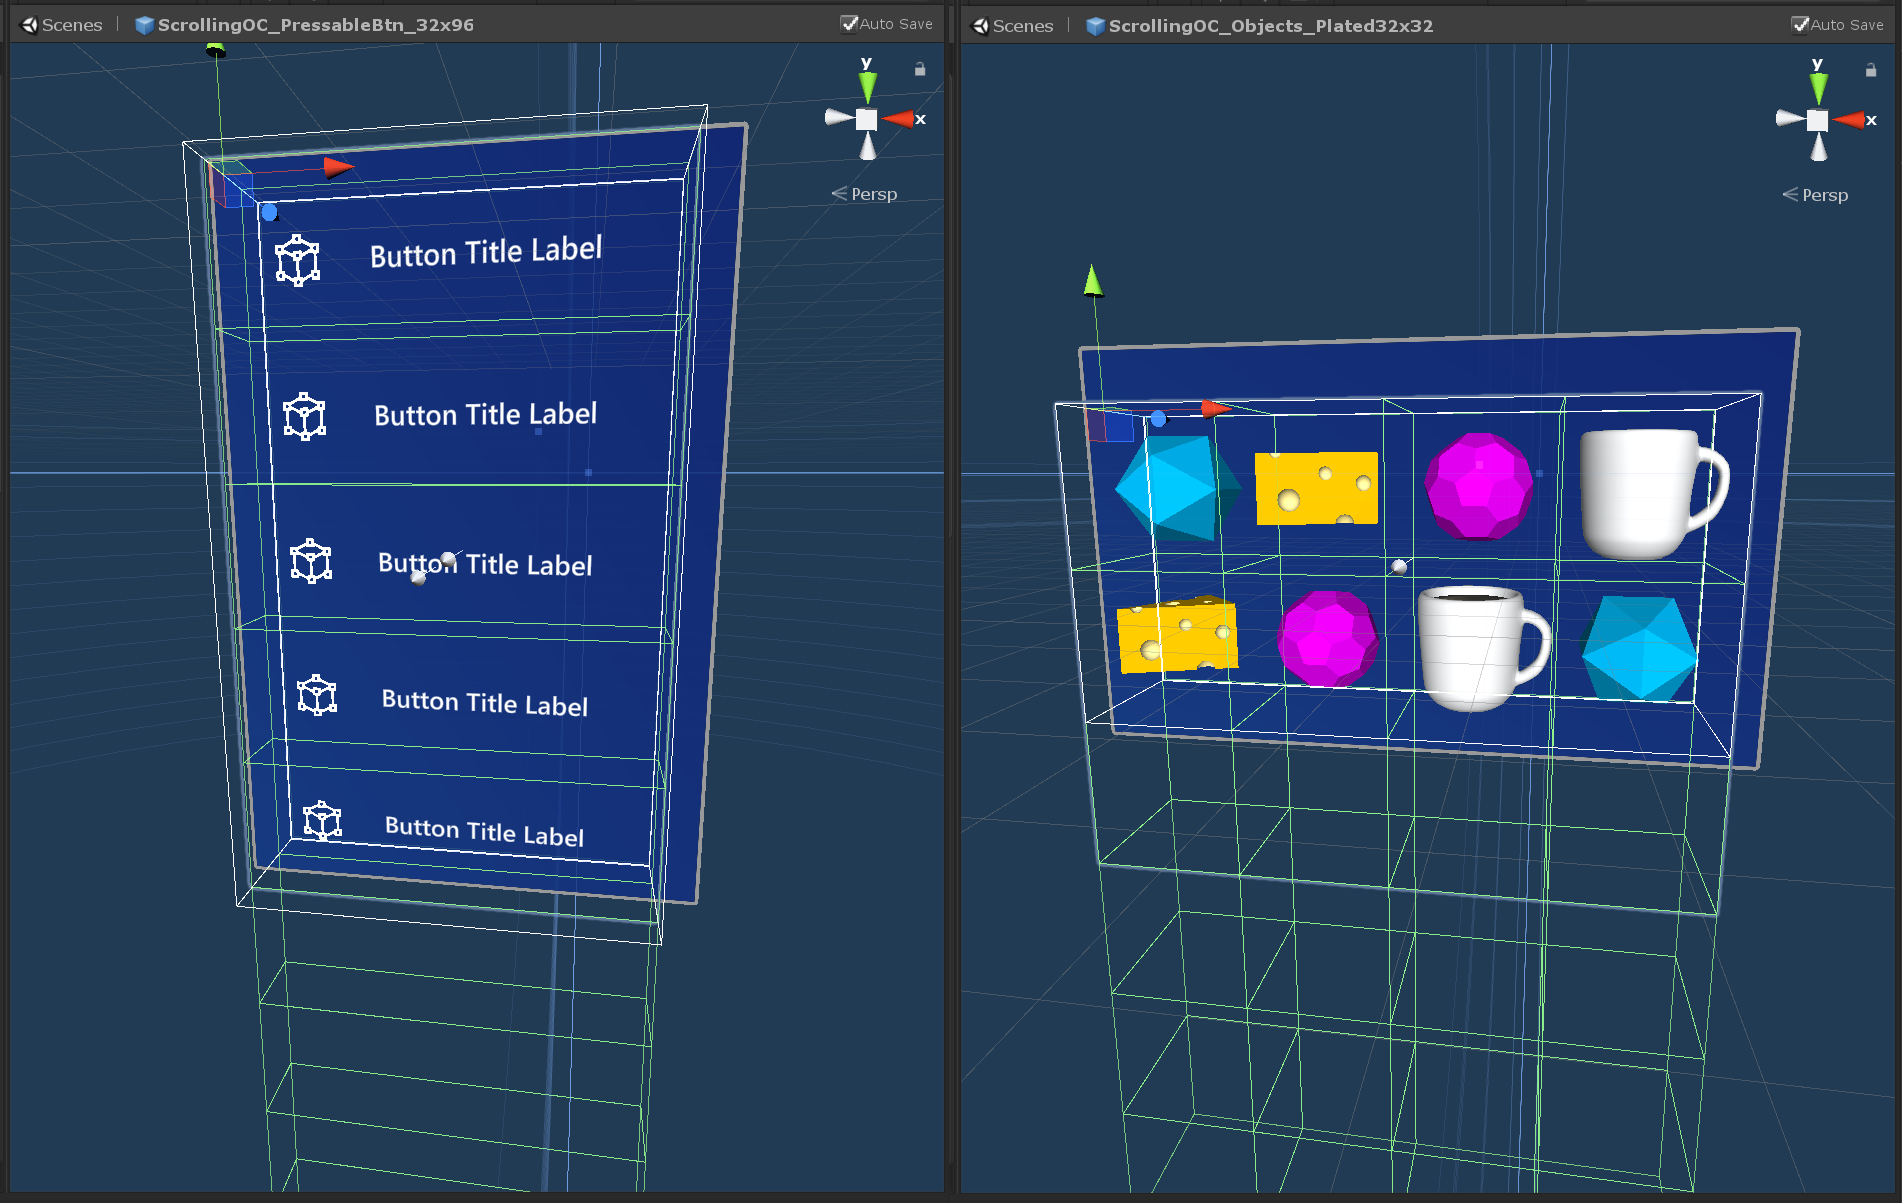 Scenes | ScrollingOC_PressableBtn_32x96 Auto Save
y
x
< Persp
Button Title Label
Button Title Label
Button Title Label
Button Title Label
Button Title Label
Scenes | ScrollingOC_Objects_Plated32x32 Auto Save
y
x
< Persp